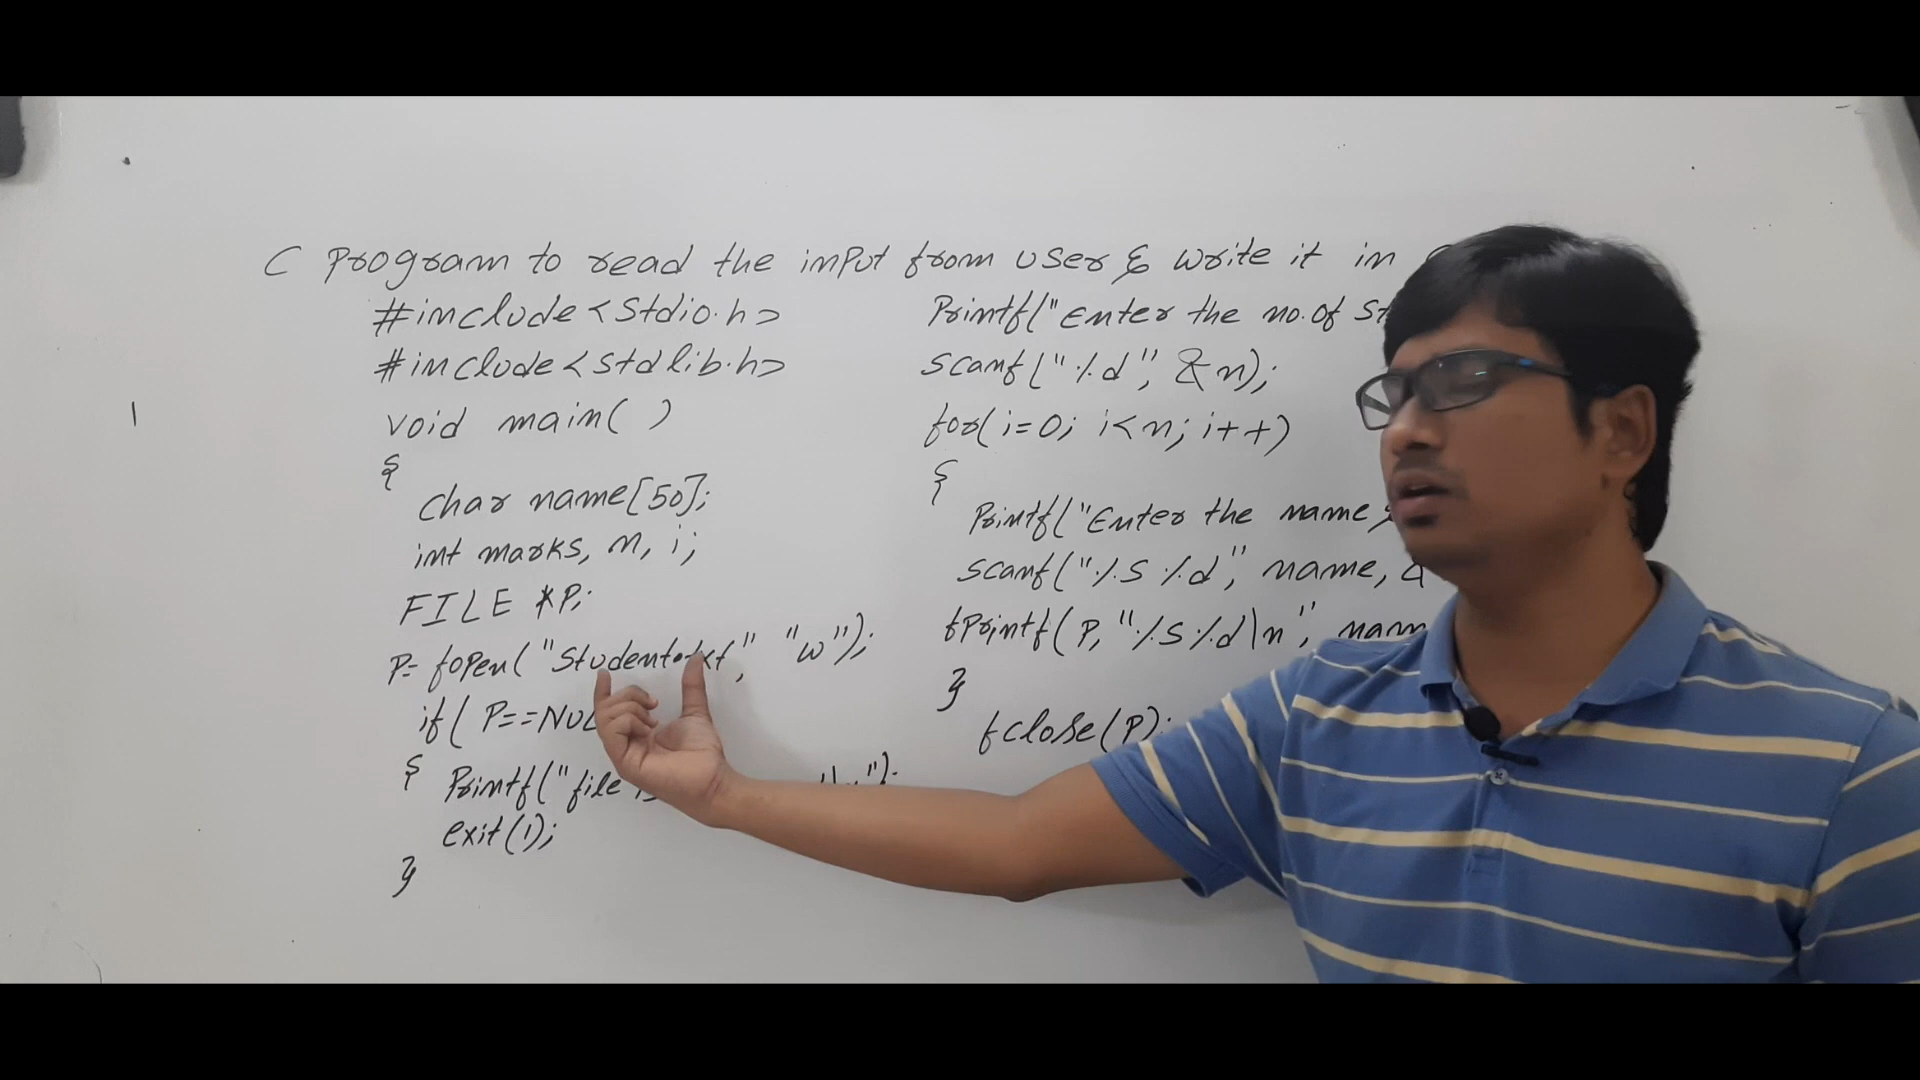 C Program to read the input from user & write it in
#include <stdio.h>
#include <stdlib.h>
void main( )
{
char name[50];
int marks, n, i;
FILE *P;
P= fopen( "Student.txt", "w");
if( P==NUL
{ Printf("file is \n");
exit(1);
}
Printf("Enter the no. of St
scanf("%d", &n);
for( i=0; i<n; i++)
{
Printf("Enter the name &
scanf("%s %d", name, &
fPrintf( P, "%s %d\n", nam
}
fclose(P);